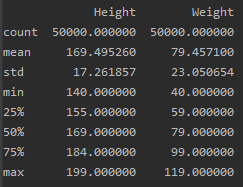 Height Weight
count 50000.000000 50000.000000
mean 169.495260 79.457100
std 17.261857 23.050654
min 140.000000 40.000000
25% 155.000000 59.000000
50% 169.000000 79.000000
75% 184.000000 99.000000
max 199.000000 119.000000